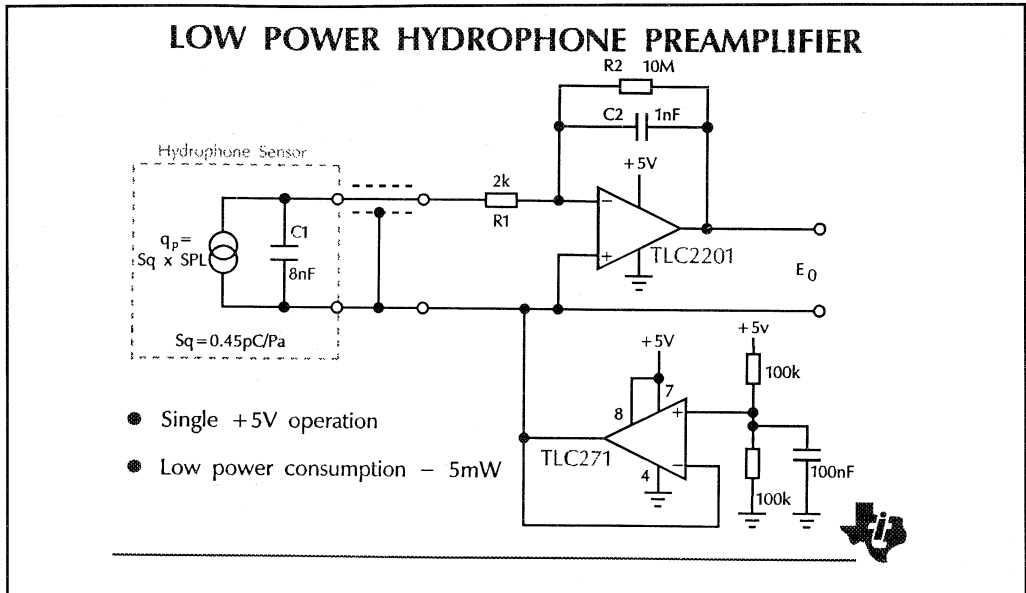 LOW POWER HYDROPHONE PREAMPLIFIER
R2 10M
C2 1nF
+5V
Hydrophone Sensor
2k
R1
−
+
TLC2201
C1
8nF
qp=
Sq x SPL
Sq=0.45pC/Pa
E0
+5v
100k
+5V
7
8
+
−
4
TLC271
100nF
100k
● Single +5V operation
● Low power consumption – 5mW
i